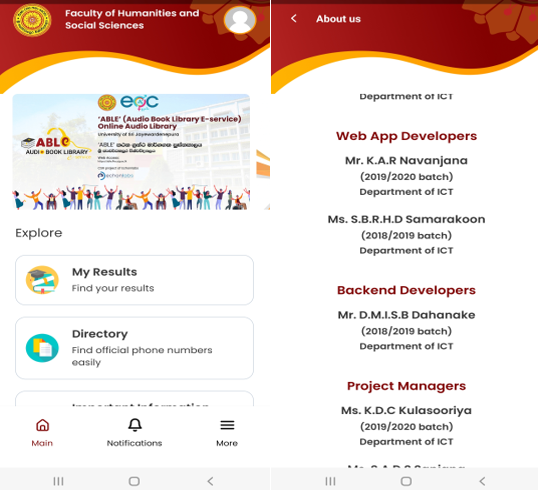 Faculty of Humanities and
Social Sciences
eoc
'ABLE' (Audio Book Library E-service)
Online Audio Library
University of Sri Jayewardenepura
ABLE
AUDIO BOOK LIBRARY
Explore
My Results
Find your results
Directory
Find official phone numbers
easily
Important Information
Main
Notifications
More
About us
Department of ICT
Web App Developers
Mr. K.A.R Navanjana
(2019/2020 batch)
Department of ICT
Ms. S.B.R.H.D Samarakoon
(2018/2019 batch)
Department of ICT
Backend Developers
Mr. D.M.I.S.B Dahanake
(2018/2019 batch)
Department of ICT
Project Managers
Ms. K.D.C Kulasooriya
(2019/2020 batch)
Department of ICT